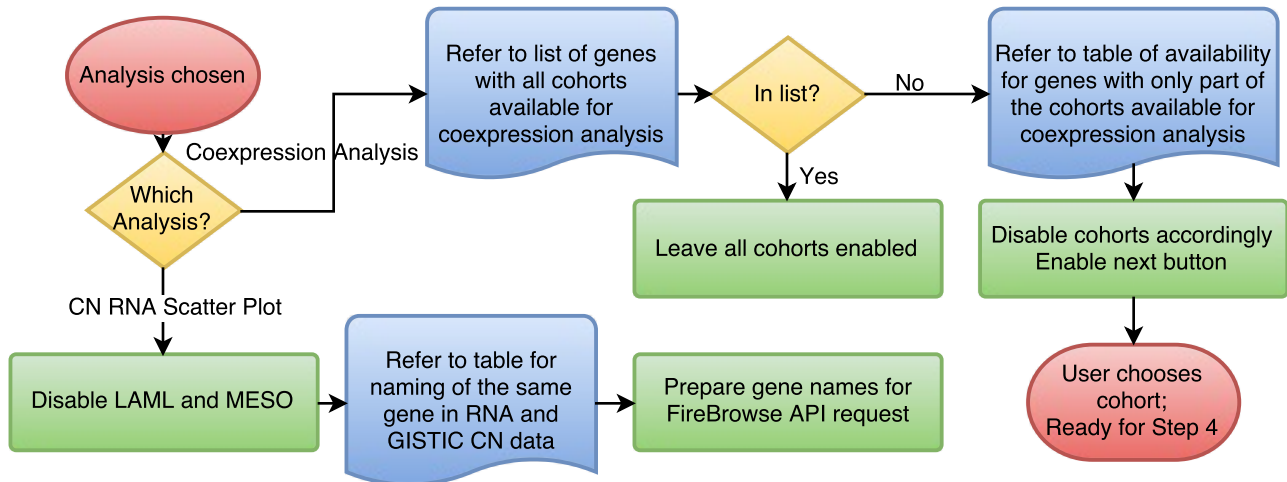 Analysis chosen
Which
Analysis?
Coexpression Analysis
Refer to list of genes
with all cohorts
available for
coexpression analysis
In list?
No
Yes
Leave all cohorts enabled
Refer to table of availability
for genes with only part of
the cohorts available for
coexpression analysis
Disable cohorts accordingly
Enable next button
User chooses
cohort;
Ready for Step 4
CN RNA Scatter Plot
Disable LAML and MESO
Refer to table for
naming of the same
gene in RNA and
GISTIC CN data
Prepare gene names for
FireBrowse API request